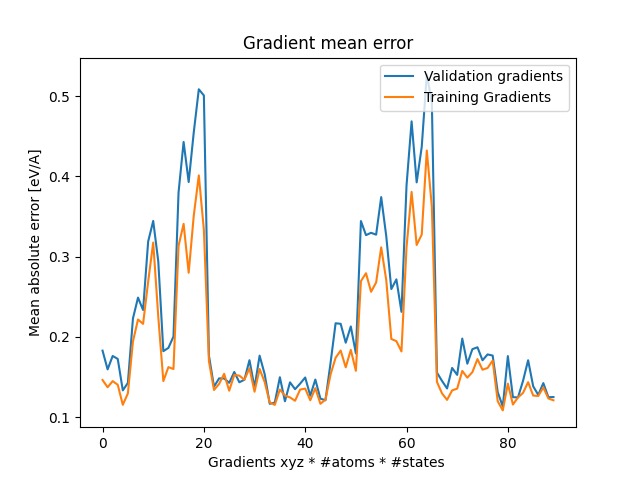 Gradient mean error
Validation gradients
Training Gradients
Mean absolute error [eV/A]
0.5
0.4
0.3
0.2
0.1
0 20 40 60 80
Gradients xyz * #atoms * #states